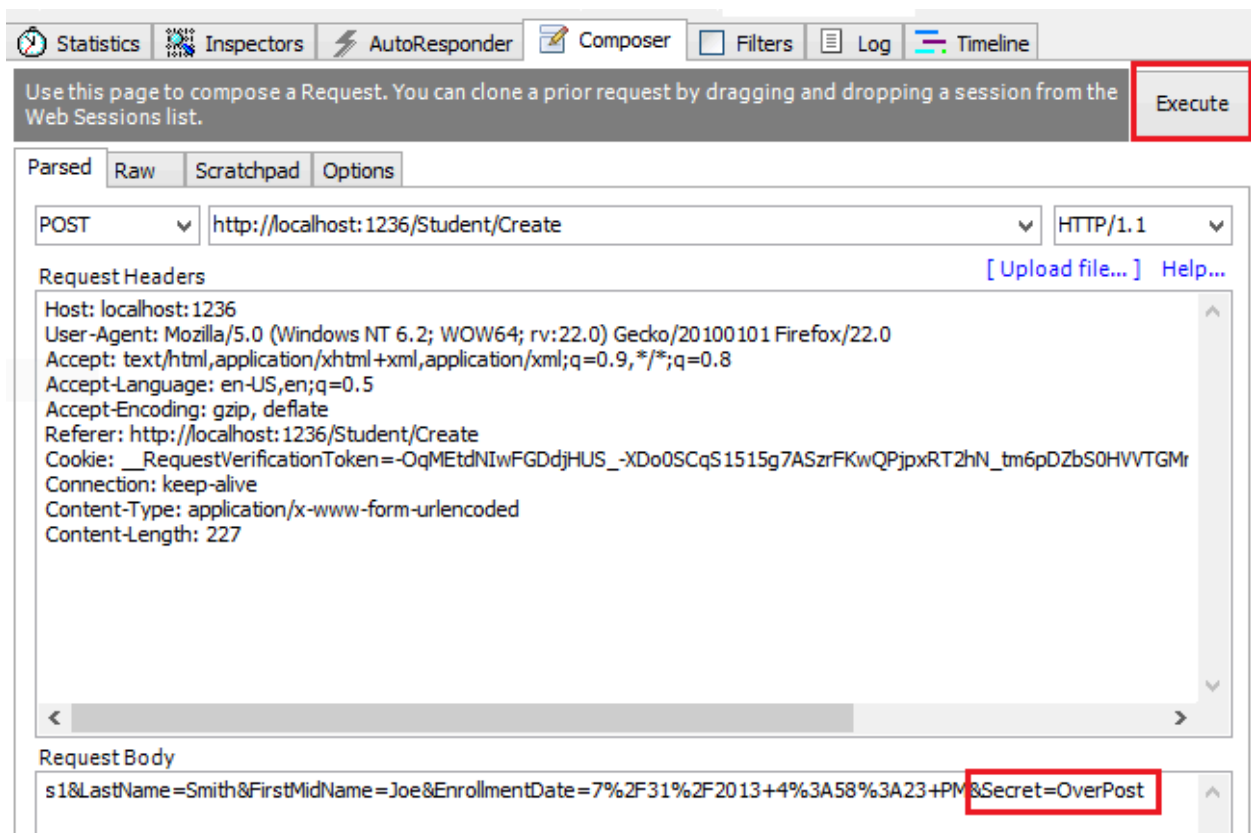 Statistics Inspectors AutoResponder Composer Filters Log Timeline
Use this page to compose a Request. You can clone a prior request by dragging and dropping a session from the
Web Sessions list.
Execute
Parsed Raw Scratchpad Options
POST http://localhost:1236/Student/Create HTTP/1.1
Request Headers [ Upload file... ] Help...
Host: localhost:1236
User-Agent: Mozilla/5.0 (Windows NT 6.2; WOW64; rv:22.0) Gecko/20100101 Firefox/22.0
Accept: text/html,application/xhtml+xml,application/xml;q=0.9,*/*;q=0.8
Accept-Language: en-US,en;q=0.5
Accept-Encoding: gzip, deflate
Referer: http://localhost:1236/Student/Create
Cookie: __RequestVerificationToken=-OqMEtdNIwFGDdjHUS_-XDo0SCqS1515g7ASzrFKwQPjpxRT2hN_tm6pDZbS0HVVTGMr
Connection: keep-alive
Content-Type: application/x-www-form-urlencoded
Content-Length: 227
Request Body
s1&LastName=Smith&FirstMidName=Joe&EnrollmentDate=7%2F31%2F2013+4%3A58%3A23+PM&Secret=OverPost